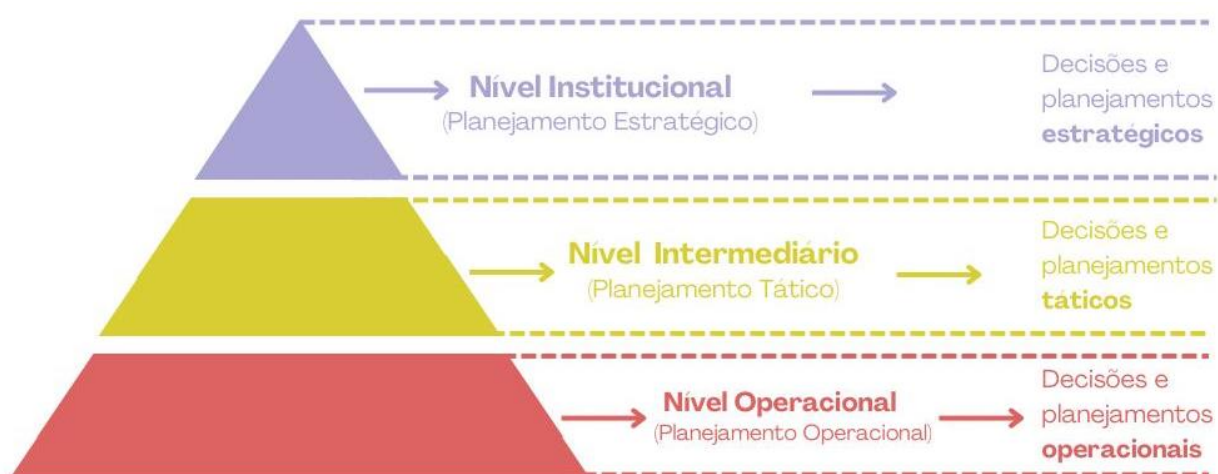 Nível Institucional
(Planejamento Estratégico)
Decisões e
planejamentos
estratégicos
Nível Intermediário
(Planejamento Tático)
Decisões e
planejamentos
táticos
Nível Operacional
(Planejamento Operacional)
Decisões e
planejamentos
operacionais